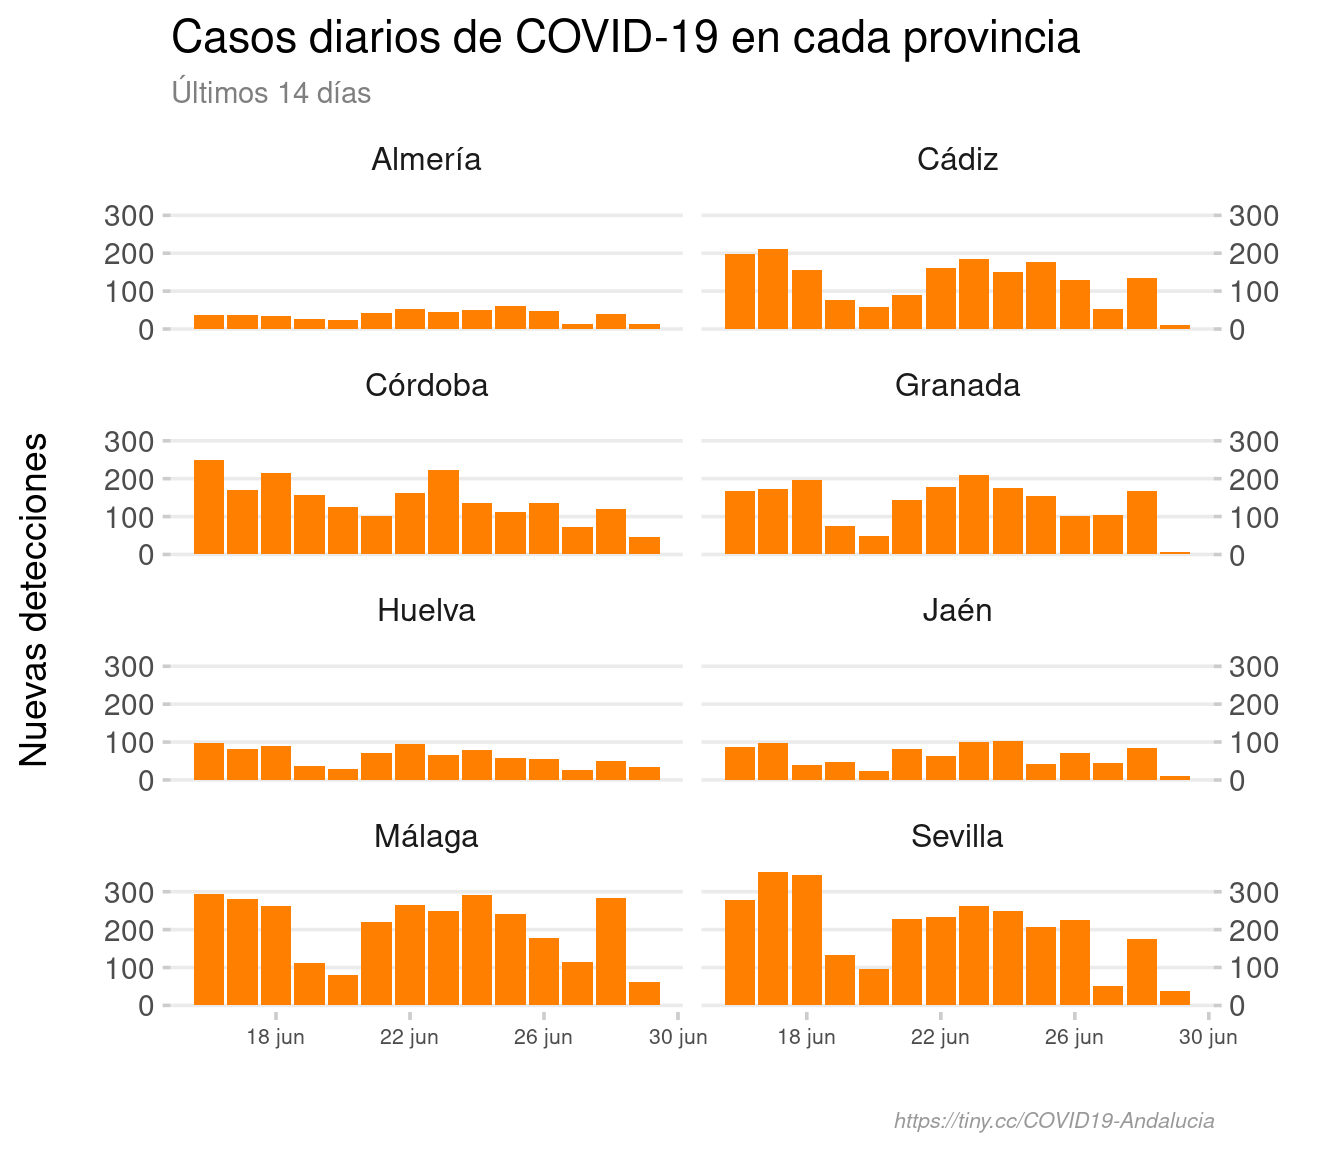 Casos diarios de COVID-19 en cada provincia
Últimos 14 días
Nuevas detecciones
Almería
Cádiz
300
200
100
0
300
200
100
0
Córdoba
Granada
300
200
100
0
300
200
100
0
Huelva
Jaén
300
200
100
0
300
200
100
0
Málaga
Sevilla
300
200
100
0
300
200
100
0
18 jun 22 jun 26 jun 30 jun
18 jun 22 jun 26 jun 30 jun
https://tiny.cc/COVID19-Andalucia